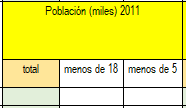 Población (miles) 2011
total menos de 18 menos de 5